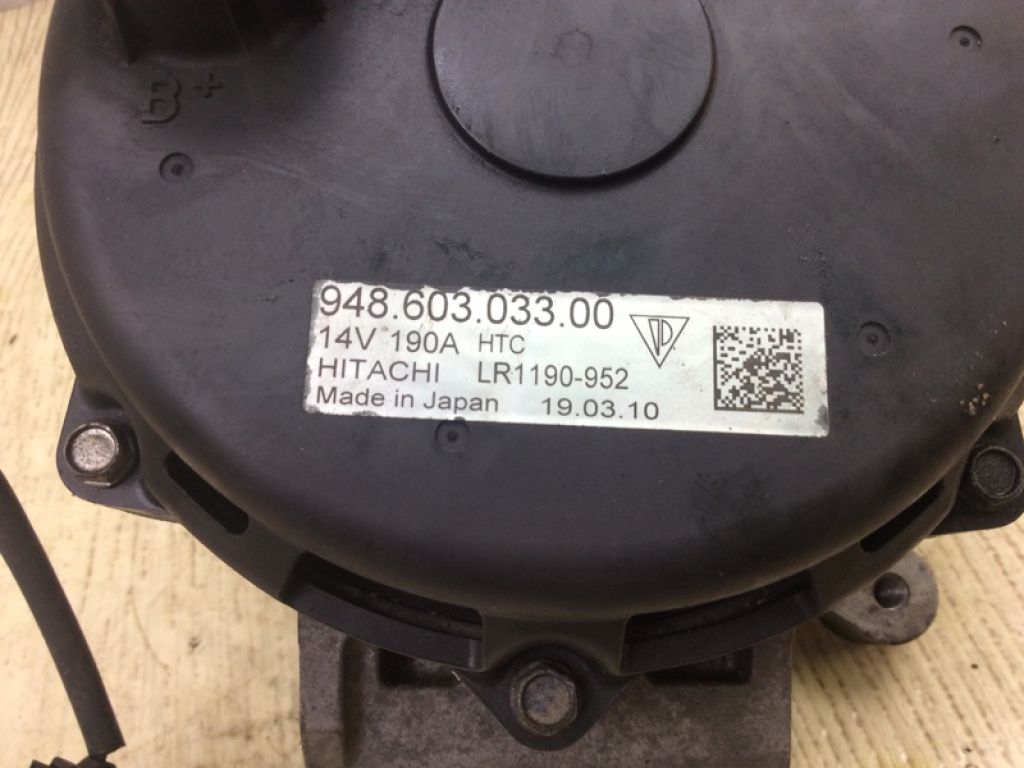 B+
948.603.033.00
14V 190A HTC
HITACHI LR1190-952
Made in Japan 19.03.10